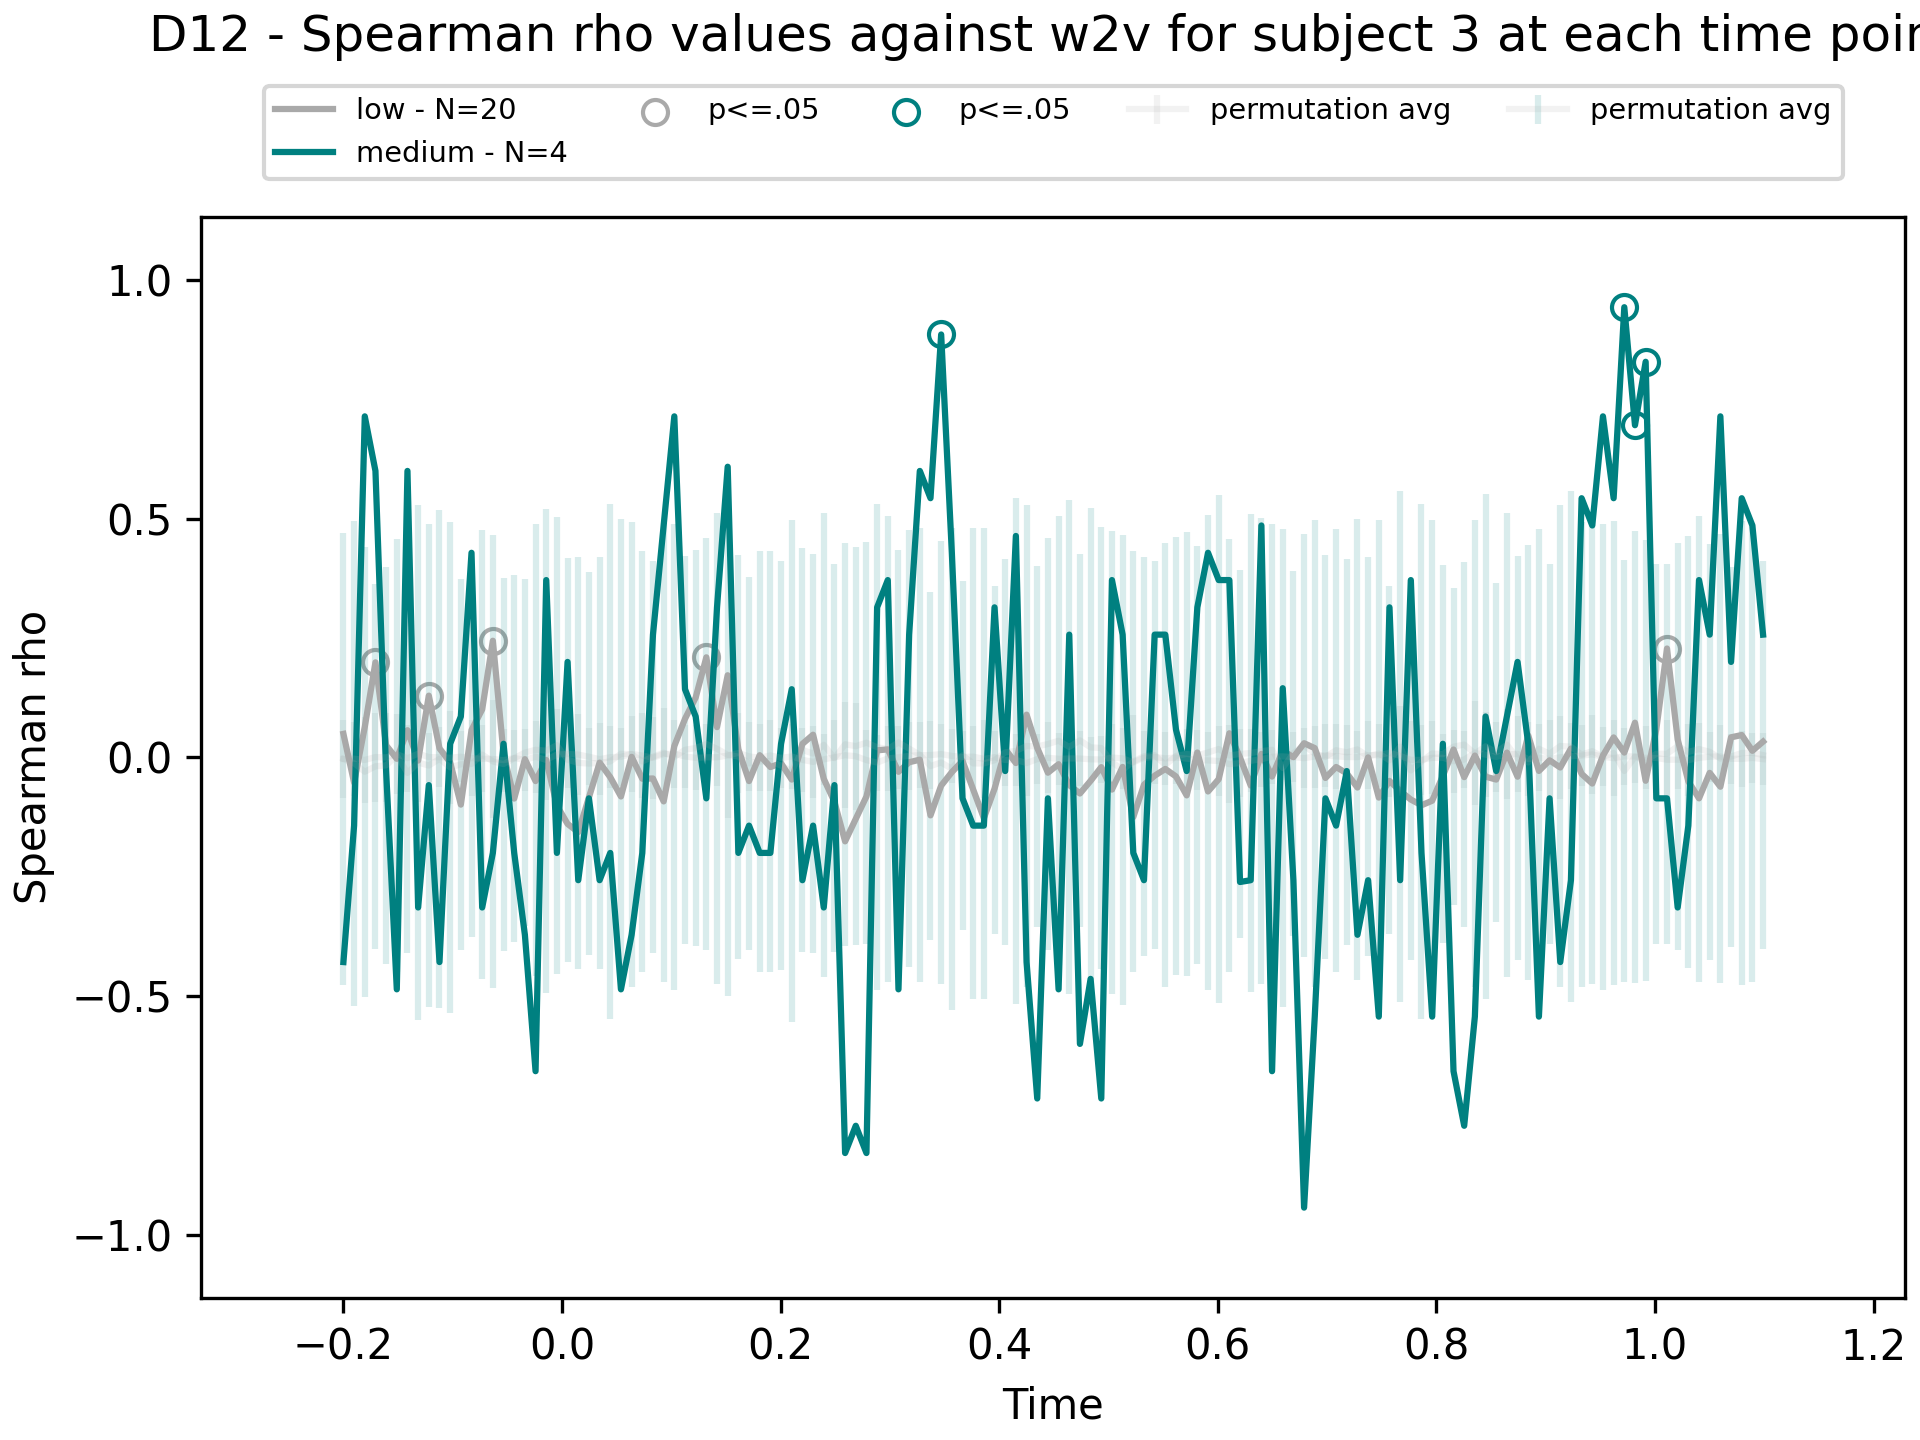 D12 - Spearman rho values against w2v for subject 3 at each time
low - N=20
medium - N=4
p<=.05
p<=.05
permutation avg
permutation avg
Spearman rho
1.0
0.5
0.0
−0.5
−1.0
−0.2
0.0
0.2
0.4
0.6
0.8
1.0
1.2
Time